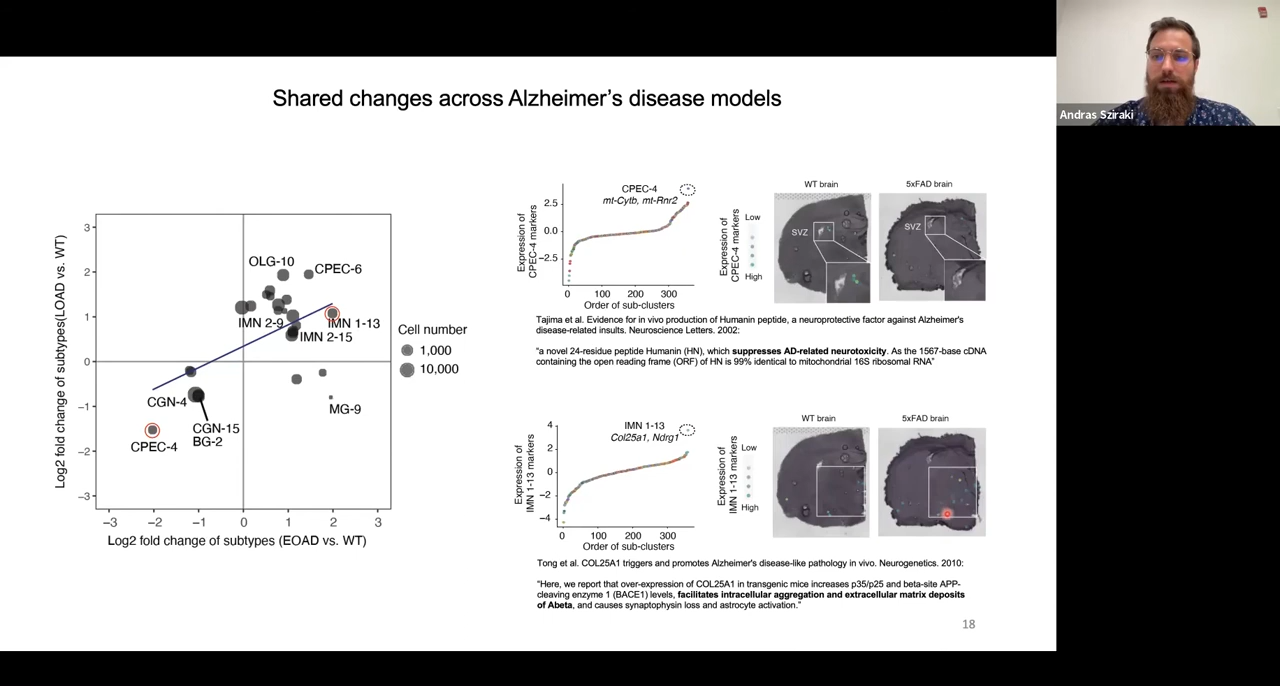 Shared changes across Alzheimer's disease models
Andras Sziraki
Log2 fold change of subtypes(LOAD vs. WT)
3
2
1
0
−1
−2
−3
−3
−2
−1
0
1
2
3
Log2 fold change of subtypes (EOAD vs. WT)
OLG-10
CPEC-6
IMN 2-9
IMN 1-13
IMN 2-15
CGN-4
CGN-15
BG-2
CPEC-4
MG-9
Cell number
1,000
10,000
Expression of
CPEC-4 markers
2.5
0.0
−2.5
CPEC-4
mt-Cytb, mt-Rnr2
0
100
200
300
Order of sub-clusters
Expression of
CPEC-4 markers
Low
High
WT brain
SVZ
5xFAD brain
SVZ
Tajima et al. Evidence for in vivo production of Humanin peptide, a neuroprotective factor against Alzheimer's
disease-related insults. Neuroscience Letters. 2002:
“a novel 24-residue peptide Humanin (HN), which suppresses AD-related neurotoxicity. As the 1567-base cDNA
containing the open reading frame (ORF) of HN is 99% identical to mitochondrial 16S ribosomal RNA”
Expression of
IMN 1-13 markers
4
2
0
−2
−4
IMN 1-13
Col25a1, Ndrg1
0
100
200
300
Order of sub-clusters
Expression of
IMN 1-13 markers
Low
High
WT brain
5xFAD brain
Tong et al. COL25A1 triggers and promotes Alzheimer's disease-like pathology in vivo. Neurogenetics. 2010:
“Here, we report that over-expression of COL25A1 in transgenic mice increases p35/p25 and beta-site APP-
cleaving enzyme 1 (BACE1) levels, facilitates intracellular aggregation and extracellular matrix deposits
of Abeta, and causes synaptophysin loss and astrocyte activation.”
18